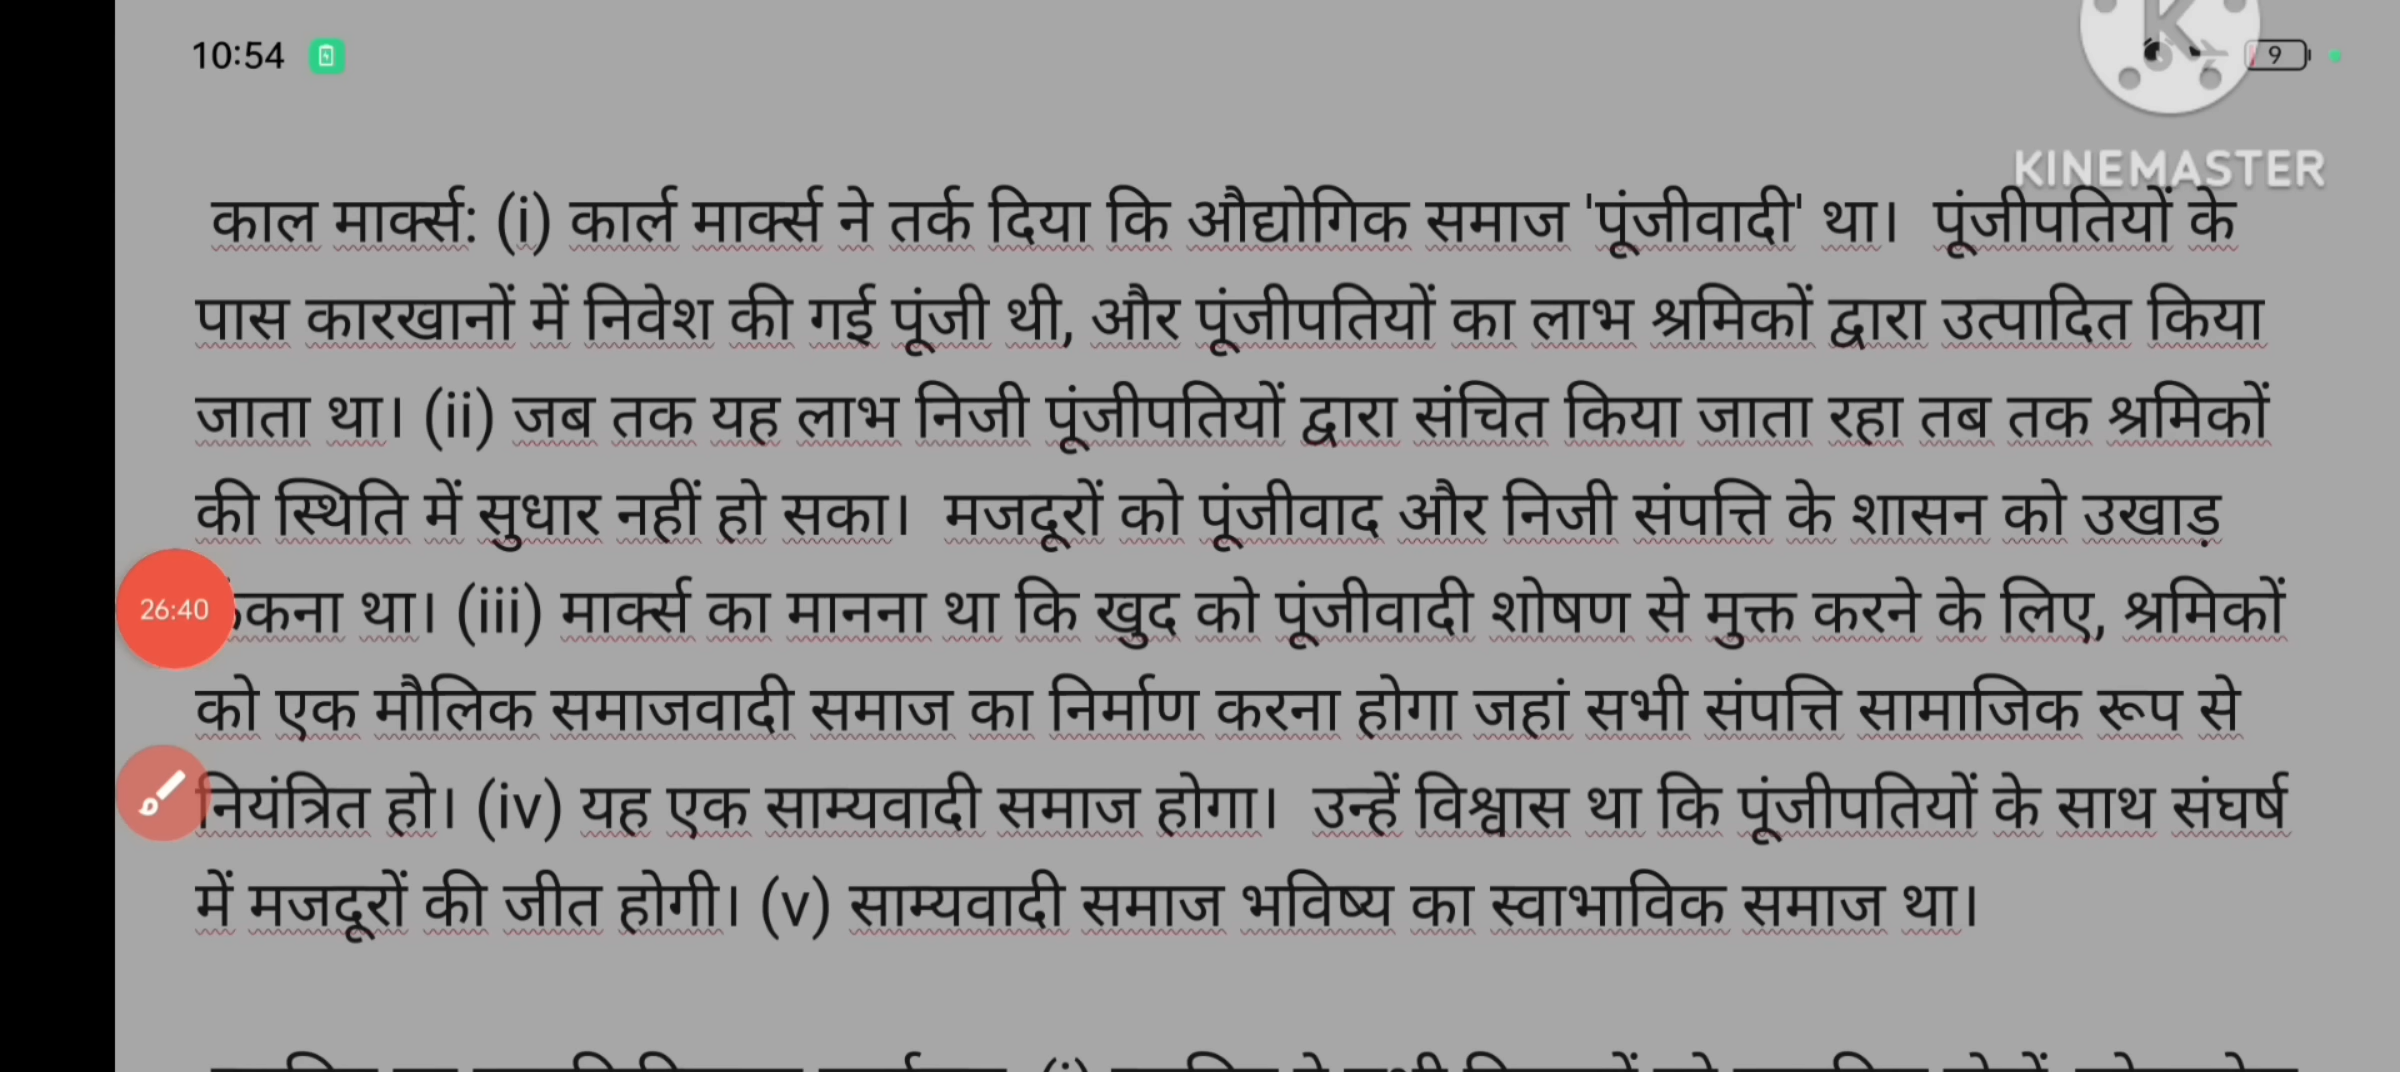 10:54
9
KINEMASTER
काल मार्क्स: (i) कार्ल मार्क्स ने तर्क दिया कि औद्योगिक समाज 'पूंजीवादी' था। पूंजीपतियों के
पास कारखानों में निवेश की गई पूंजी थी, और पूंजीपतियों का लाभ श्रमिकों द्वारा उत्पादित किया
जाता था। (ii) जब तक यह लाभ निजी पूंजीपतियों द्वारा संचित किया जाता रहा तब तक श्रमिकों
की स्थिति में सुधार नहीं हो सका। मजदूरों को पूंजीवाद और निजी संपत्ति के शासन को उखाड़
26:40
था। (iii) मार्क्स का मानना था कि खुद को पूंजीवादी शोषण से मुक्त करने के लिए, श्रमिकों
को एक मौलिक समाजवादी समाज का निर्माण करना होगा जहां सभी संपत्ति सामाजिक रूप से
नियंत्रित हो। (iv) यह एक साम्यवादी समाज होगा। उन्हें विश्वास था कि पूंजीपतियों के साथ संघर्ष
में मजदूरों की जीत होगी। (v) साम्यवादी समाज भविष्य का स्वाभाविक समाज था।